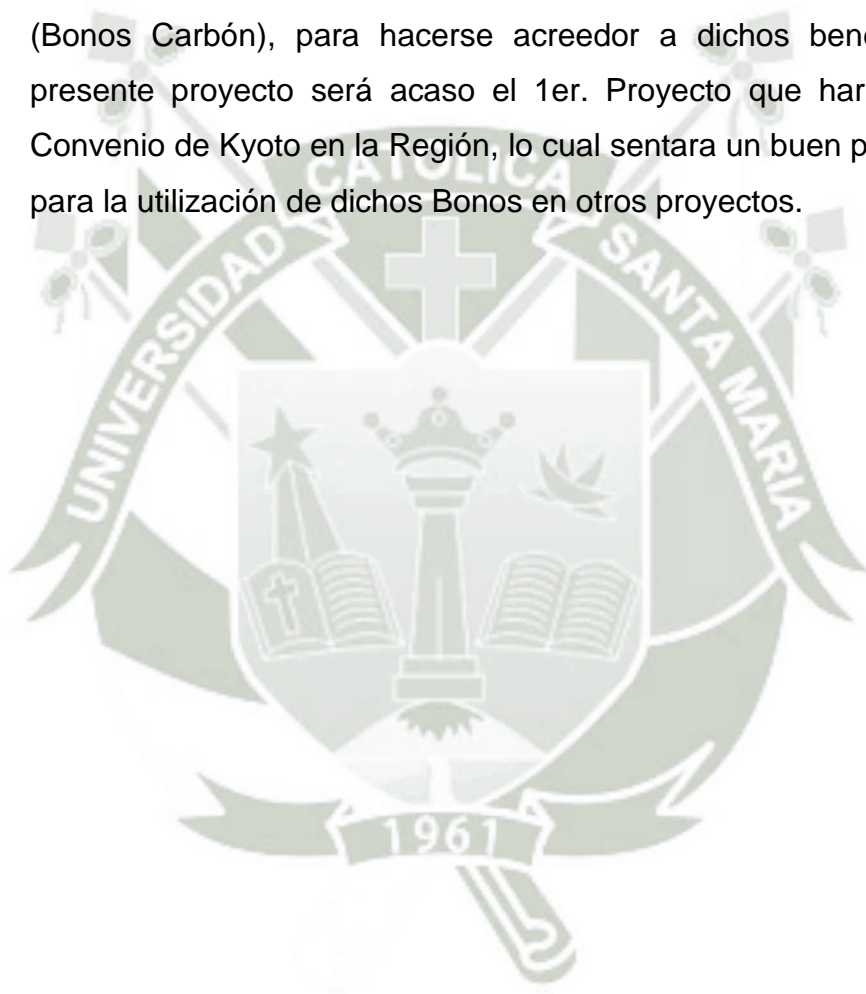 (Bonos Carbón), para hacerse acreedor a dichos
presente proyecto será acaso el 1er. Proyecto que
Convenio de Kyoto en la Región, lo cual sentara un buen
para la utilización de dichos Bonos en otros proyectos.
CATOLICA
UNIVERSIDAD
SANTA MARIA
1961